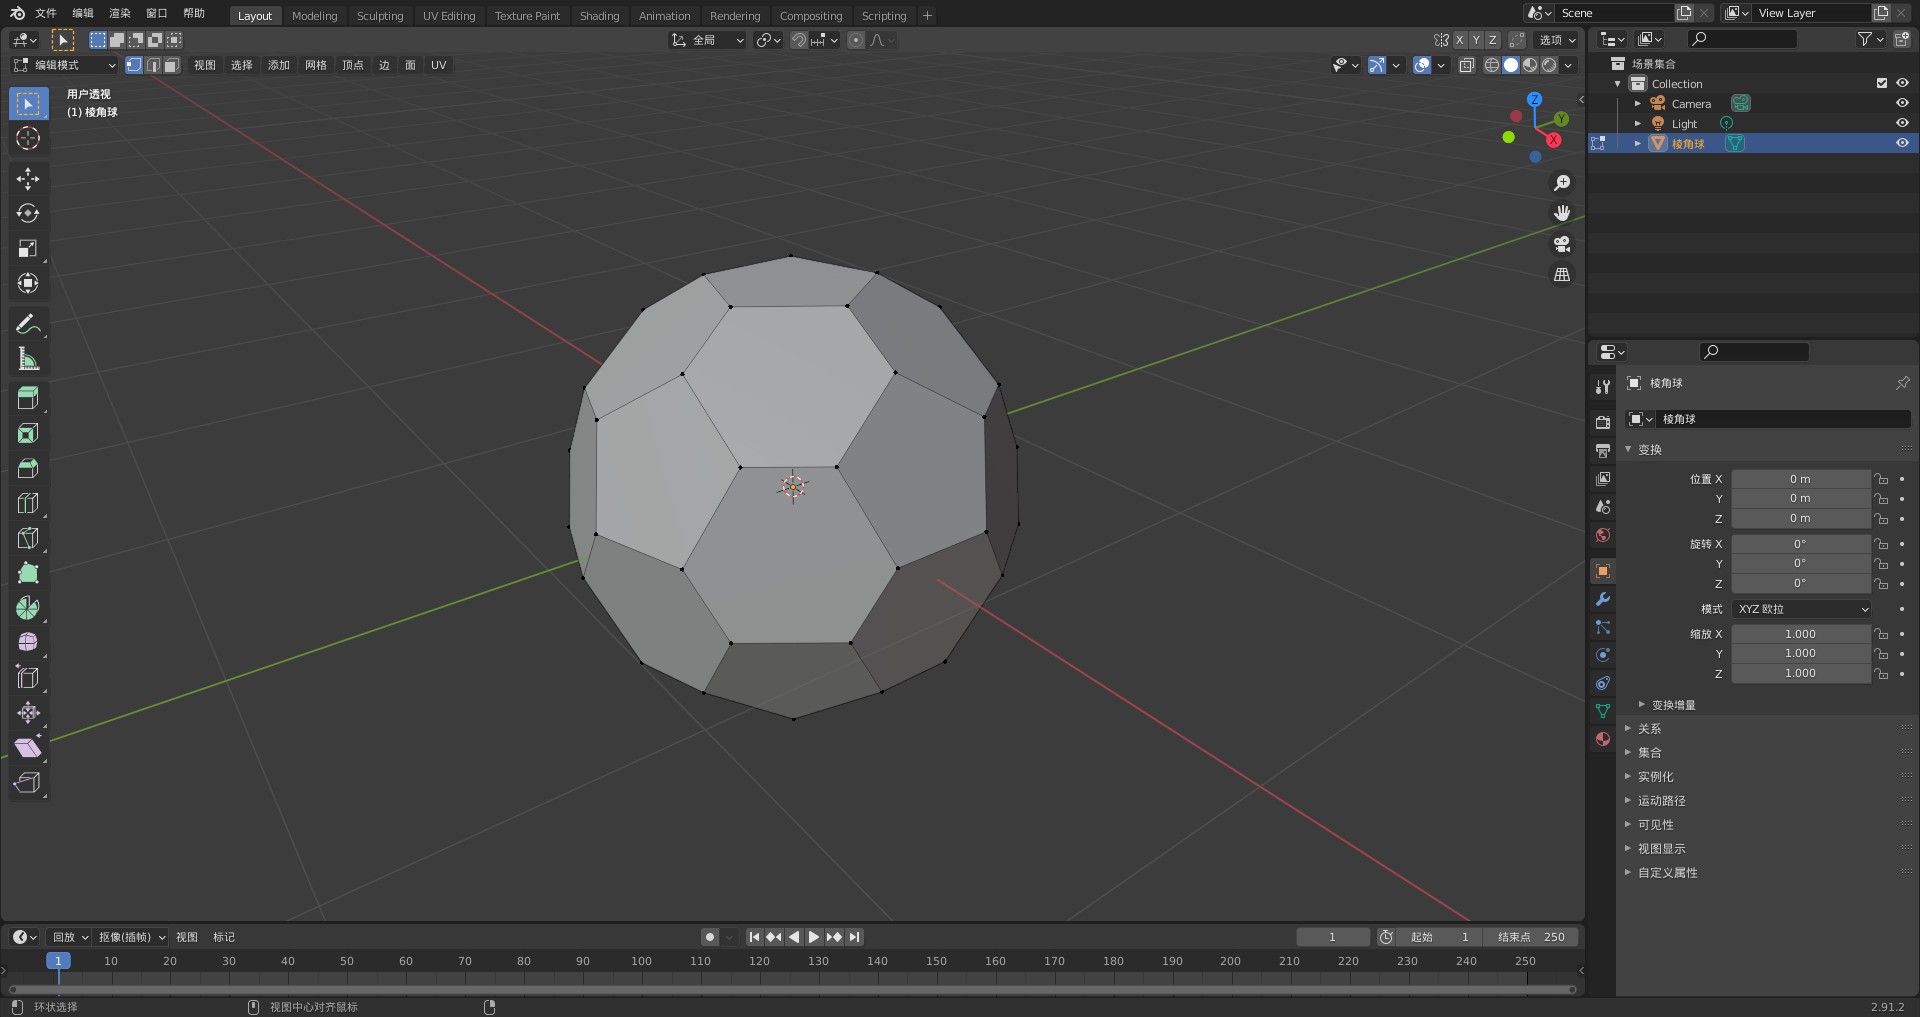 文件 编辑 渲染 窗口 帮助 Layout Modeling Sculpting UV Editing Texture Paint Shading Animation Rendering Compositing Scripting + Scene View Layer
全局 X Y Z 选项
编辑模式 视图 选择 添加 网格 顶点 边 面 UV
用户透视
(1) 棱角球
Z
Y
X
场景集合
Collection
Camera
Light
棱角球
棱角球
棱角球
变换
位置 X 0 m
Y 0 m
Z 0 m
旋转 X 0°
Y 0°
Z 0°
模式 XYZ 欧拉
缩放 X 1.000
Y 1.000
Z 1.000
变换增量
关系
集合
实例化
运动路径
可见性
视图显示
自定义属性
回放 抠像(插帧) 视图 标记 1 起始 1 结束点 250
1 10 20 30 40 50 60 70 80 90 100 110 120 130 140 150 160 170 180 190 200 210 220 230 240 250
环状选择 视图中心对齐鼠标 2.91.2